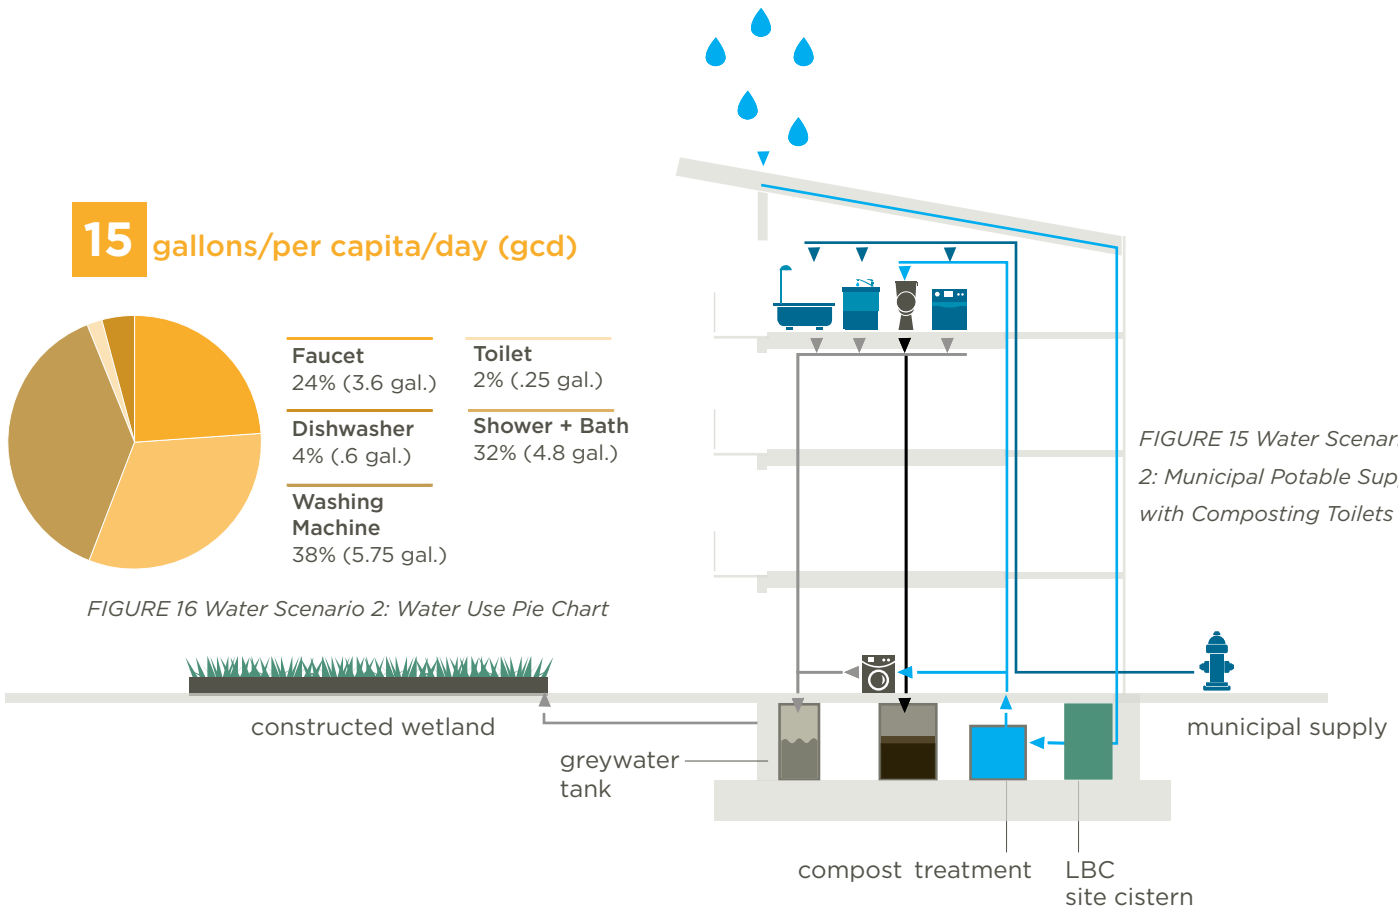 15 gallons/per capita/day (gcd)
Faucet
24% (3.6 gal.)
Toilet
2% (.25 gal.)
Dishwasher
4% (.6 gal.)
Shower + Bath
32% (4.8 gal.)
Washing
Machine
38% (5.75 gal.)
FIGURE 16 Water Scenario 2: Water Use Pie Chart
FIGURE 15 Water Scenar
2: Municipal Potable Sup
with Composting Toilets
constructed wetland
greywater
tank
municipal supply
compost
treatment
LBC
site cistern